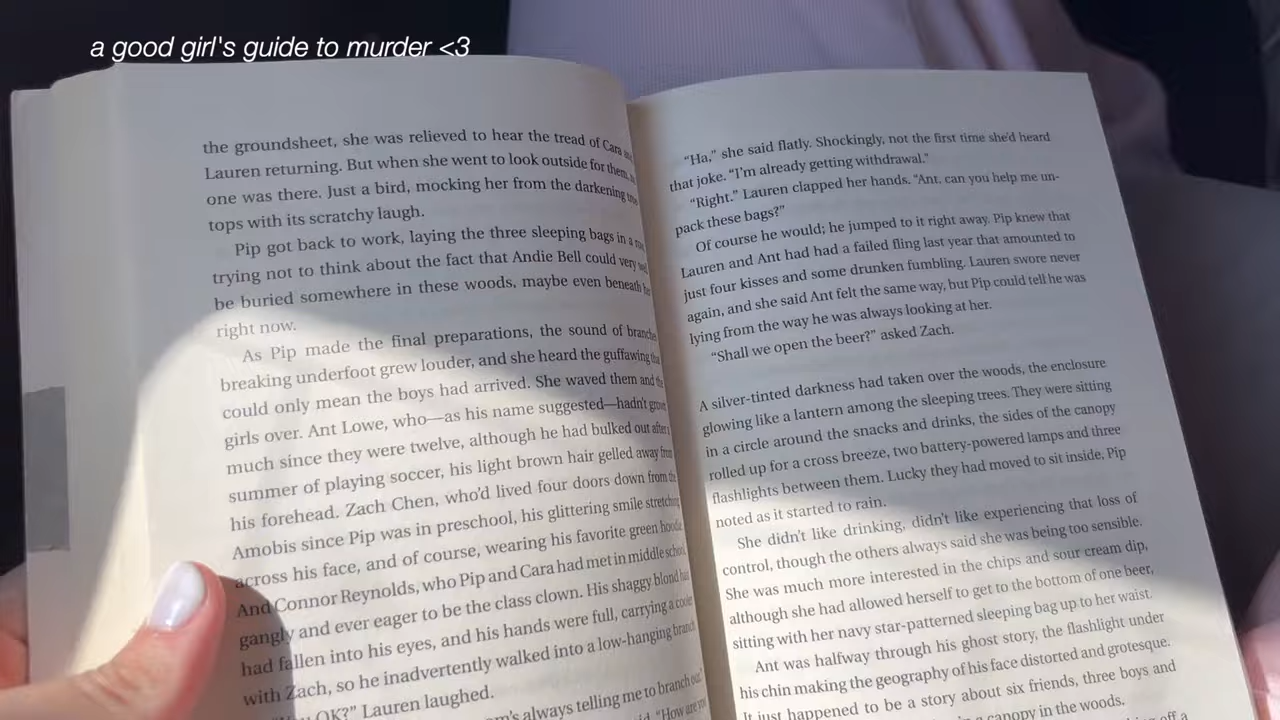 a good girl's guide to murder <3
the groundsheet, she was relieved to hear the tread of Cara
Lauren returning. But when she went to look outside for them,
one was there. Just a bird, mocking her from the darkening
tops with its scratchy laugh.
Pip got back to work, laying the three sleeping bags in a
trying not to think about the fact that Andie Bell could very
be buried somewhere in these woods, maybe even beneath
right now.
As Pip made the final preparations, the sound of
breaking underfoot grew louder, and she heard the guffawing
could only mean the boys had arrived. She waved them and
girls over. Ant Lowe, who—as his name suggested—hadn't
much since they were twelve, although he had bulked out
summer of playing soccer, his light brown hair gelled away from
his forehead. Zach Chen, who'd lived four doors down from the
Amobis since Pip was in preschool, his glittering smile
across his face, and of course, wearing his favorite green
And Connor Reynolds, who Pip and Cara had met in middle school,
gangly and ever eager to be the class clown. His shaggy blond
had fallen into his eyes, and his hands were full, carrying a
with Zach, so he inadvertently walked into a low-hanging branch
OK?" Lauren laughed.
always telling me to branch out
"How are
"Ha," she said flatly. Shockingly, not the first time she'd heard
that joke. "I'm already getting withdrawal."
"Right." Lauren clapped her hands. "Ant, can you help me un-
pack these bags?"
Of course he would; he jumped to it right away. Pip knew that
Lauren and Ant had had a failed fling last year that amounted to
just four kisses and some drunken fumbling. Lauren swore never
again, and she said Ant felt the same way, but Pip could tell he was
lying from the way he was always looking at her.
"Shall we open the beer?" asked Zach.
A silver-tinted darkness had taken over the woods, the enclosure
glowing like a lantern among the sleeping trees. They were sitting
in a circle around the snacks and drinks, the sides of the canopy
rolled up for a cross breeze, two battery-powered lamps and three
flashlights between them. Lucky they had moved to sit inside, Pip
noted as it started to rain.
She didn't like drinking, didn't like experiencing that loss of
control, though the others always said she was being too sensible.
She was much more interested in the chips and sour cream dip,
although she had allowed herself to get to the bottom of one beer,
sitting with her navy star-patterned sleeping bag up to her waist.
Ant was halfway through his ghost story, the flashlight under
his chin making the geography of his face distorted and grotesque.
It just happened to be a story about six friends, three boys and
canopy in the woods.